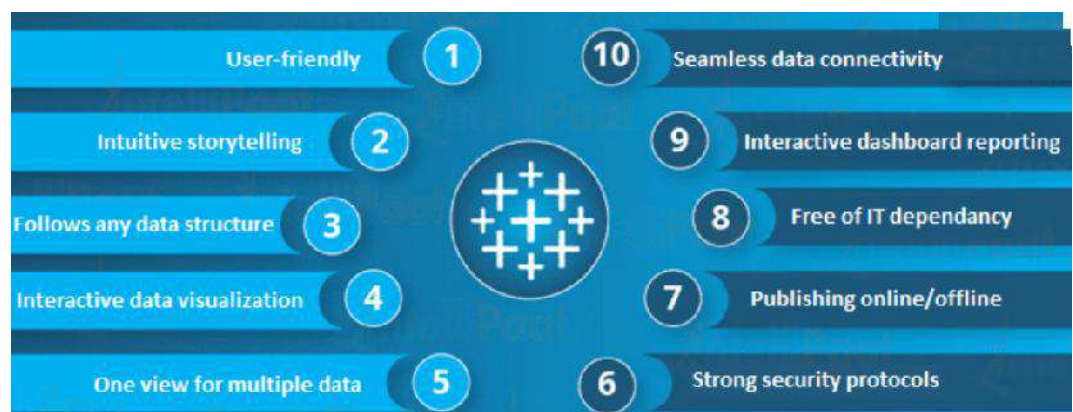 User-friendly 1
Intuitive storytelling 2
Follows any data structure 3
Interactive data visualization 4
One view for multiple data 5
10 Seamless data connectivity
9 Interactive dashboard reporting
8 Free of IT dependancy
7 Publishing online/offline
6 Strong security protocols